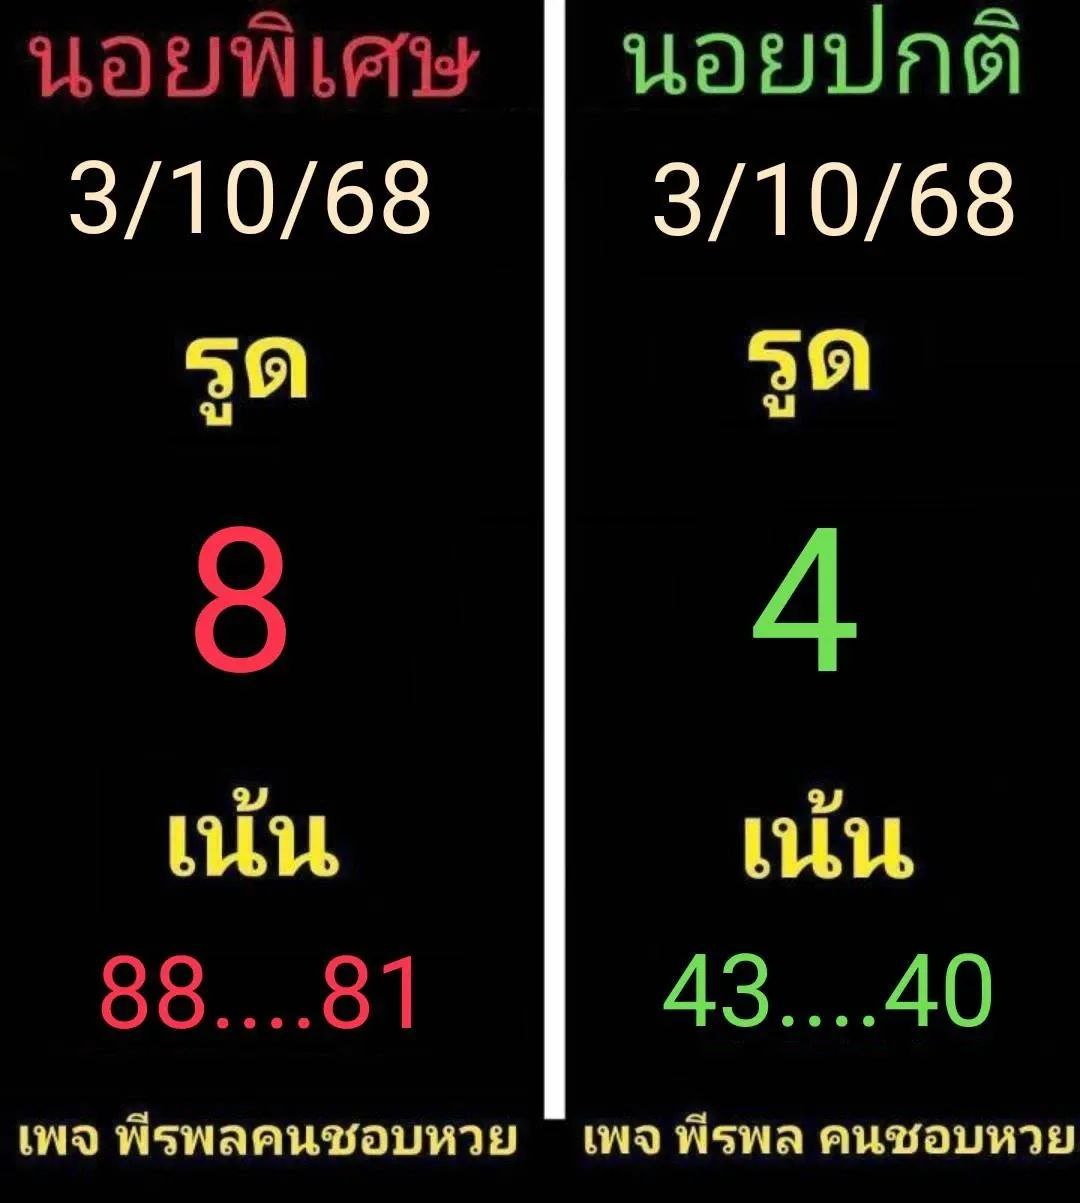 นอยพิเศษ
3/10/68
รูด
8
เน้น
88....81
เพจ พีรพลคนชอบหวย
นอยปกติ
3/10/68
รูด
4
เน้น
43....40
เพจ พีรพล คนชอบหวย